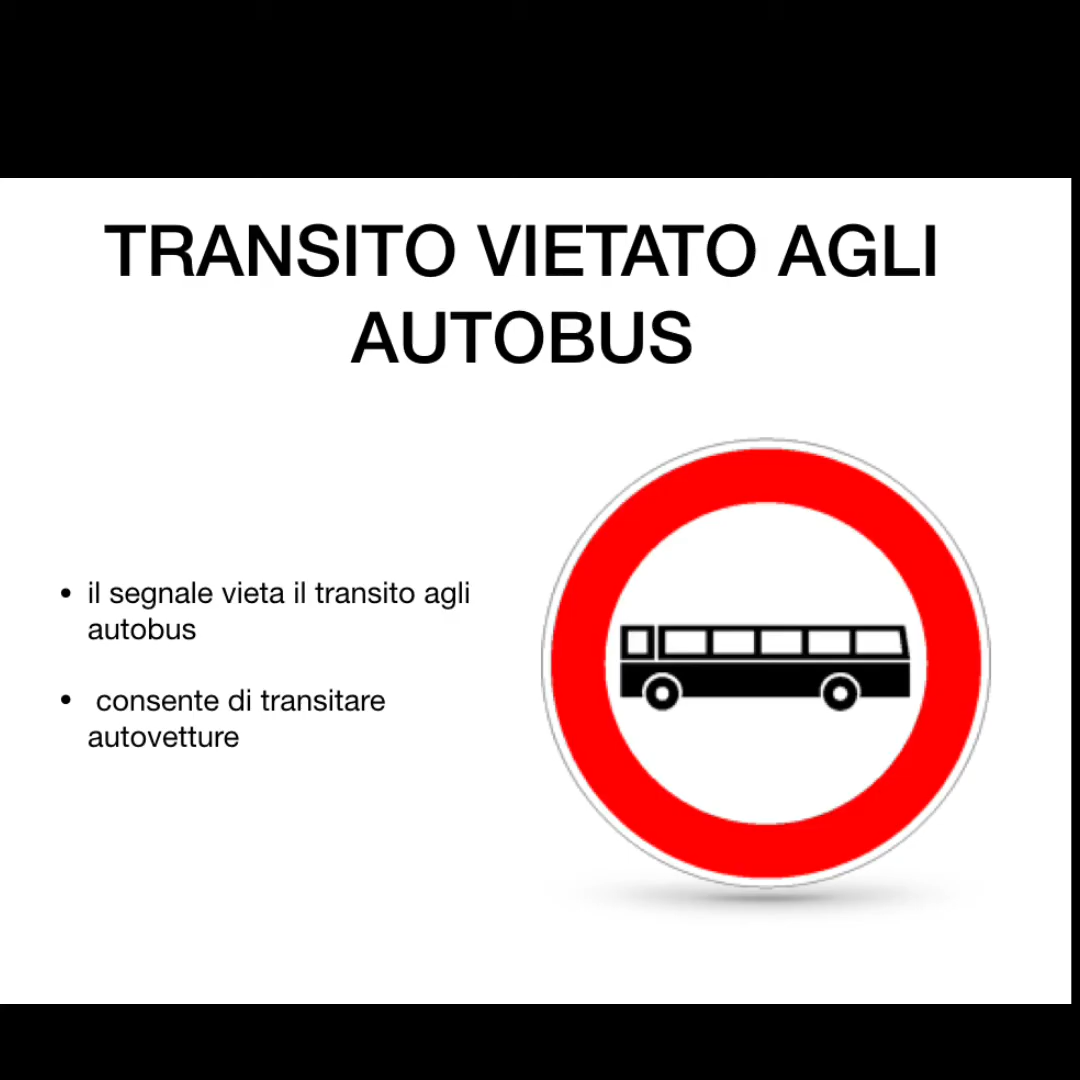 TRANSITO VIETATO AGLI
AUTOBUS
• il segnale vieta il transito agli
autobus
• consente di transitare
autovetture